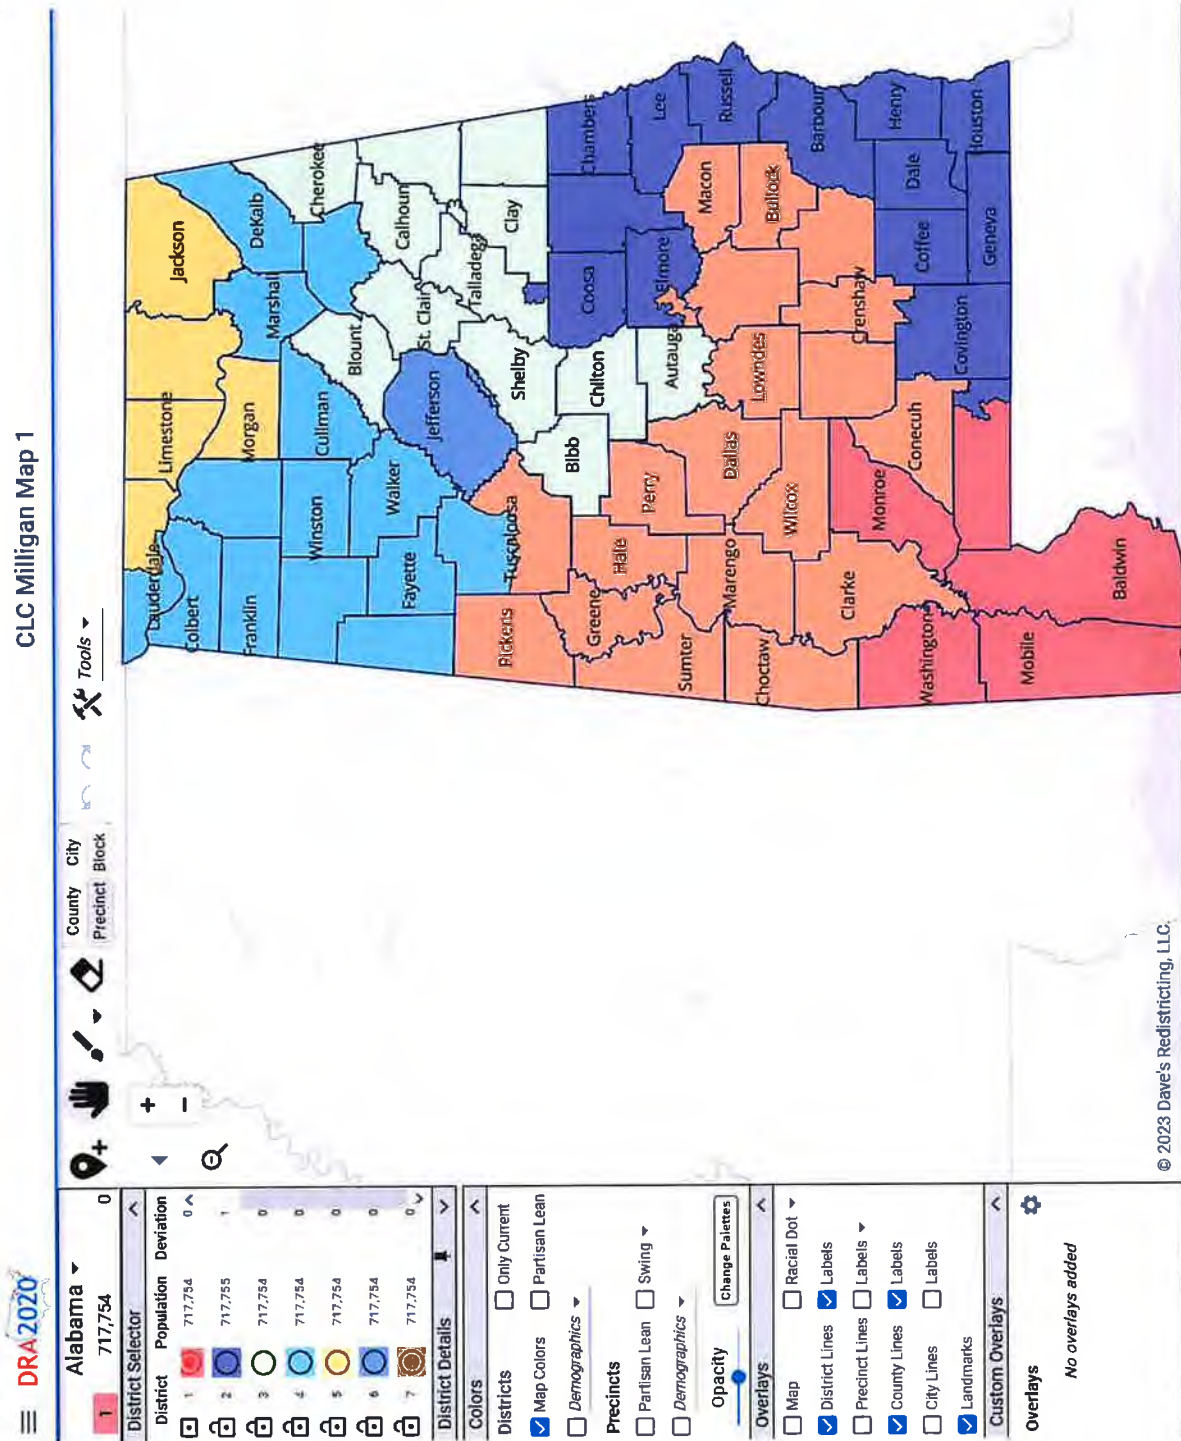 CLC Milligan Map 1
DRA 2020
Alabama
1 717,754 0
County City
Precinct Block
Tools
+
−
District Selector
District Population Deviation
1 717,754 0
2 717,755 1
3 717,754 0
4 717,754 0
5 717,754 0
6 717,754 0
7 717,754 0
District Details
Colors
Districts
Only Current
Map Colors
Partisan Lean
Demographics
Precincts
Partisan Lean
Swing
Demographics
Opacity
Change Palettes
Overlays
Map
Racial Dot
District Lines
Labels
Precinct Lines
Labels
County Lines
Labels
City Lines
Labels
Landmarks
Custom Overlays
Overlays
No overlays added
© 2023 Dave's Redistricting, LLC.
Lauderdale
Limestone
Jackson
Colbert
Morgan
Marshall
DeKalb
Franklin
Winston
Cullman
Blount
Cherokee
Fayette
Walker
Jefferson
St. Clair
Calhoun
Pickens
Tuscaloosa
Shelby
Talladega
Clay
Greene
Hale
Bibb
Chilton
Coosa
Chambers
Sumter
Perry
Autauga
Elmore
Lee
Marengo
Dallas
Lowndes
Macon
Russell
Choctaw
Wilcox
Bullock
Clarke
Monroe
Crenshaw
Barbour
Washington
Conecuh
Covington
Coffee
Dale
Henry
Mobile
Baldwin
Geneva
Houston